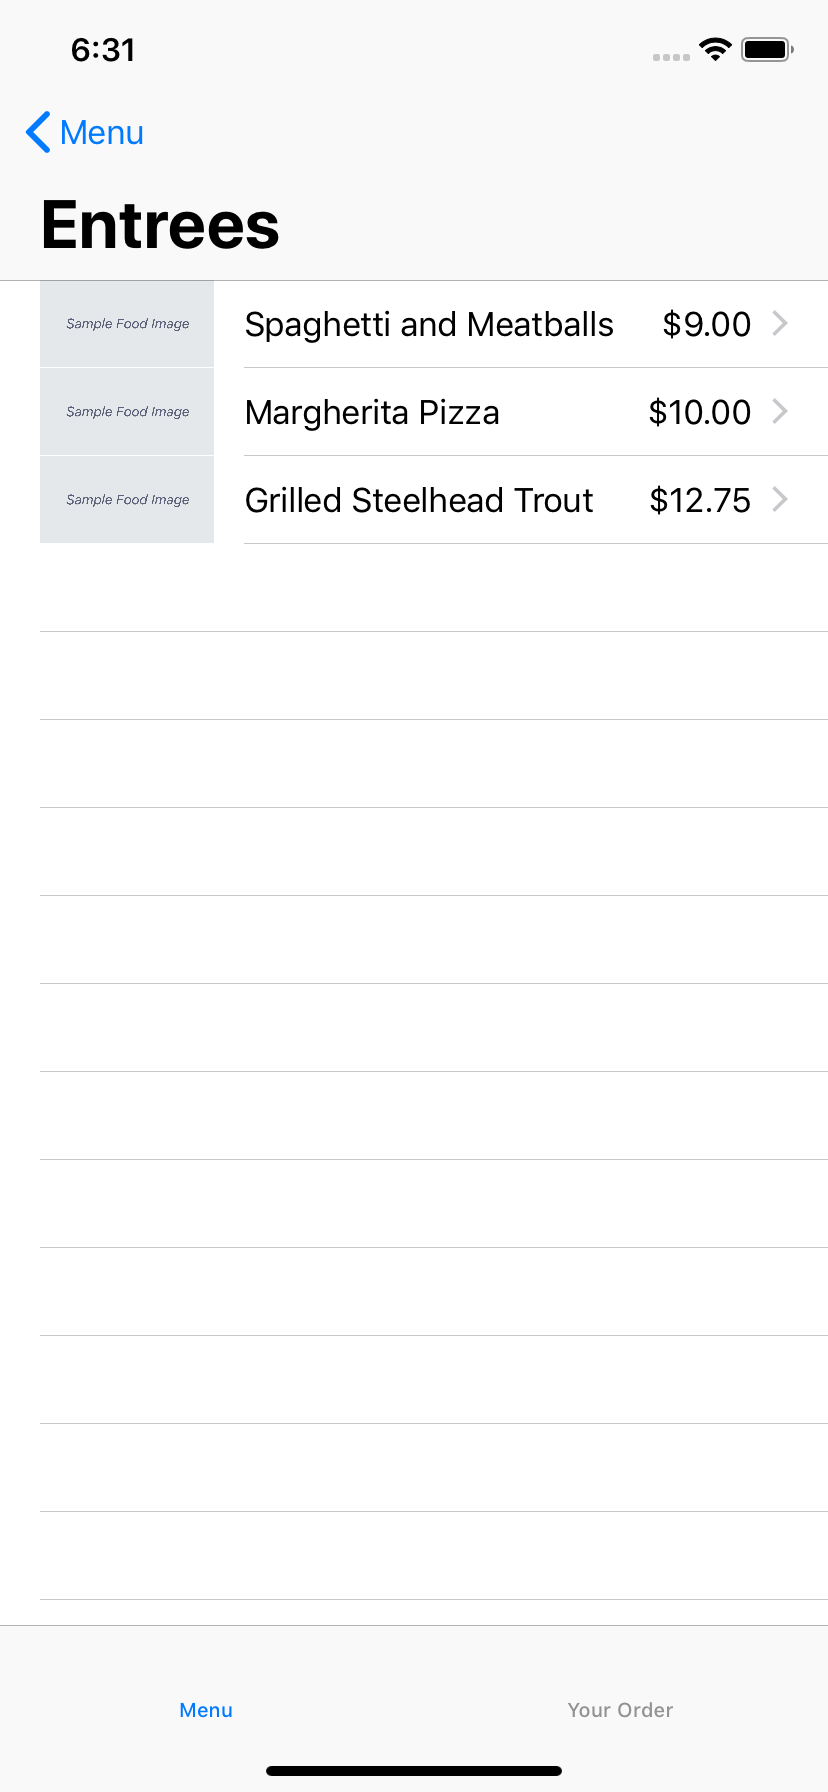 6:31
Menu
Entrees
Sample Food Image Spaghetti and Meatballs $9.00
Sample Food Image Margherita Pizza $10.00
Sample Food Image Grilled Steelhead Trout $12.75
Menu Your Order